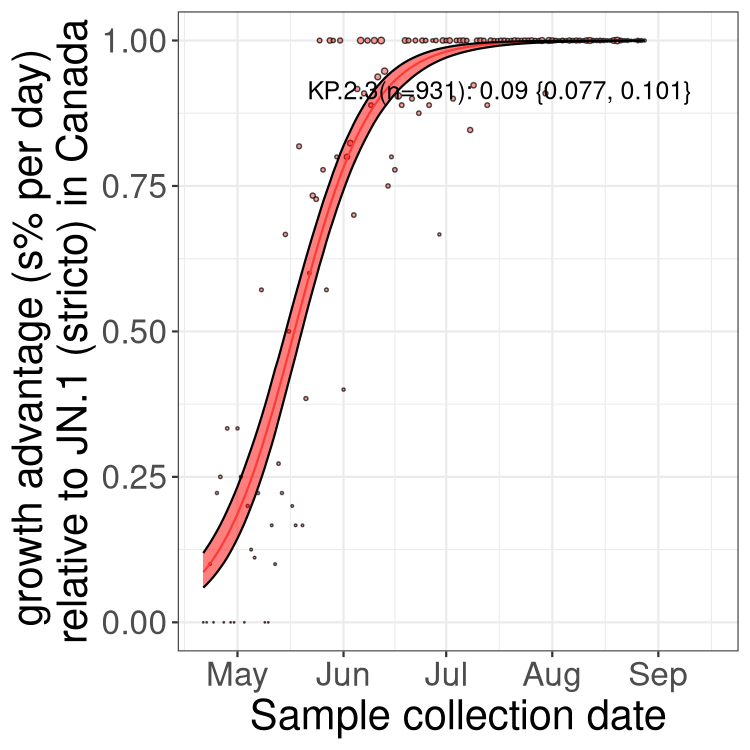 growth advantage (s% per day)
relative to JN.1 (stricto) in Canada
1.00
0.75
0.50
0.25
0.00
KP.2.3(n=931): 0.09 {0.077, 0.101}
May Jun Jul Aug Sep
Sample collection date